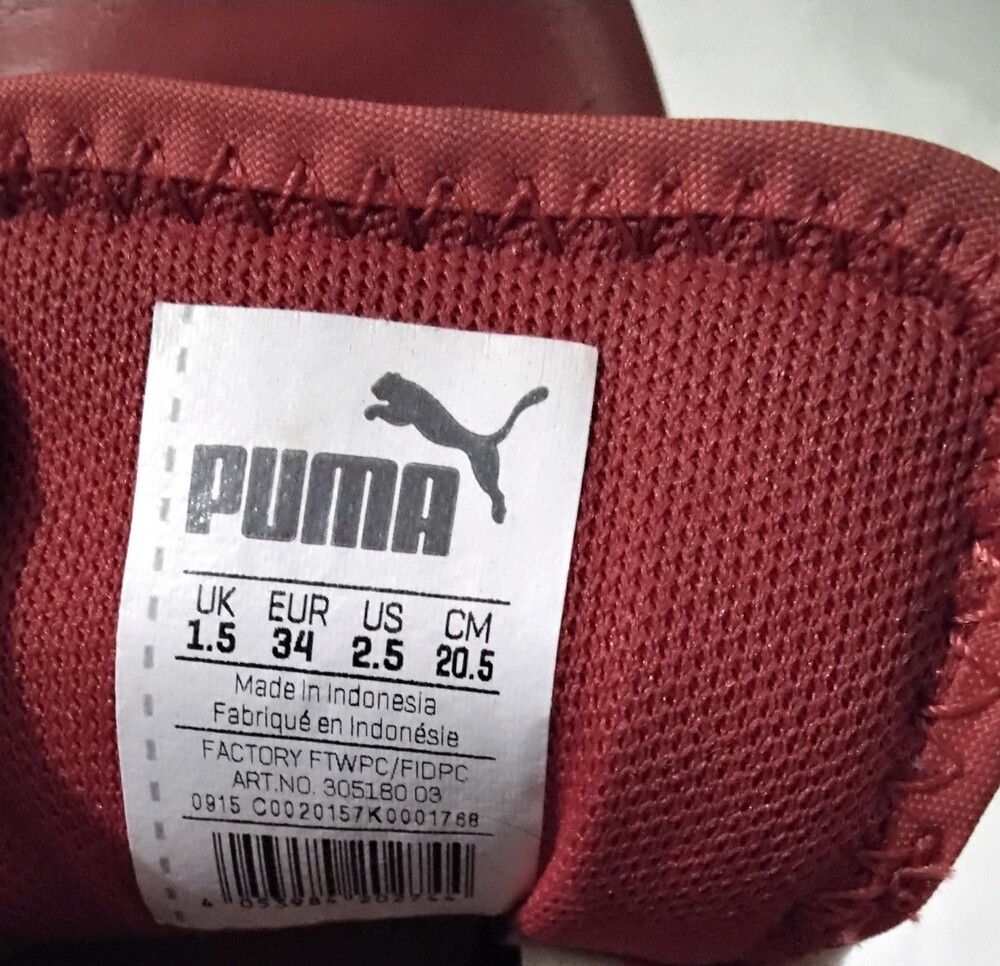 PUMA
UK EUR US CM
1.5 34 2.5 20.5
Made in Indonesia
Fabriqué en Indonésie
FACTORY FTWPC/FIDPC
ART.NO. 305180 03
0915 C0020157K0001768